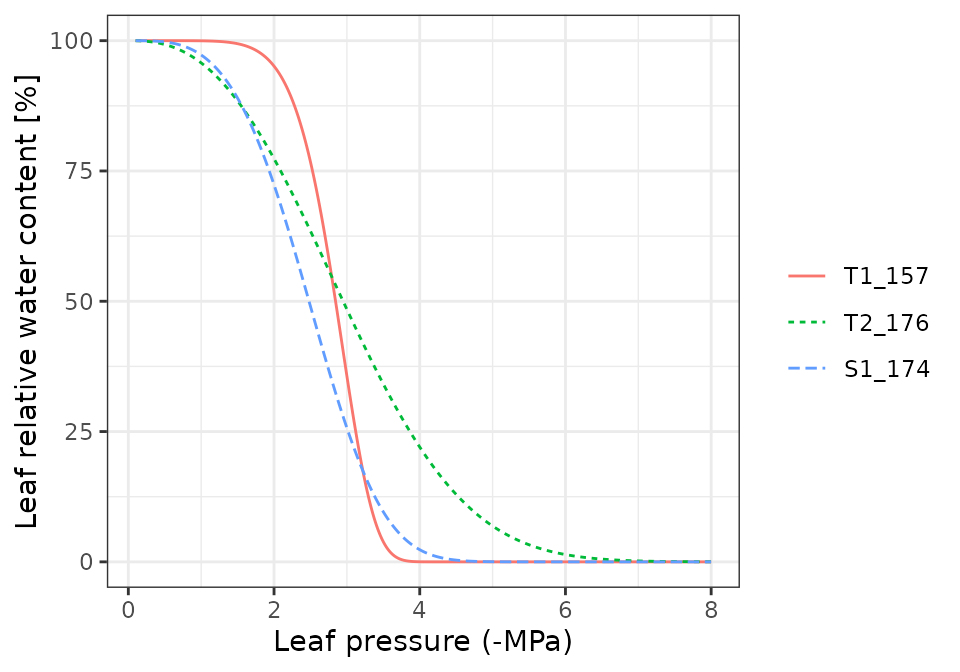 Leaf relative water content [%]
100
75
50
25
0
0 2 4 6 8
Leaf pressure (-MPa)
T1_157
T2_176
S1_174